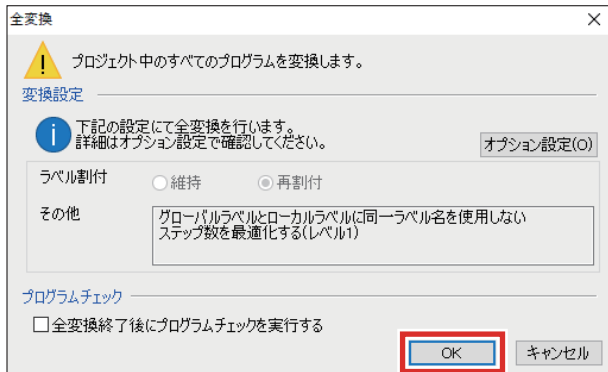 全変換
プロジェクト中のすべてのプログラムを変換します。
変換設定
下記の設定にて全変換を行います。
詳細はオプション設定で確認してください。
オプション設定(O)
ラベル割付
維持
再割付
その他
グローバルラベルとローカルラベルに同一ラベル名を使用しない
ステップ数を最適化する(レベル1)
プログラムチェック
全変換終了後にプログラムチェックを実行する
OK
キャンセル